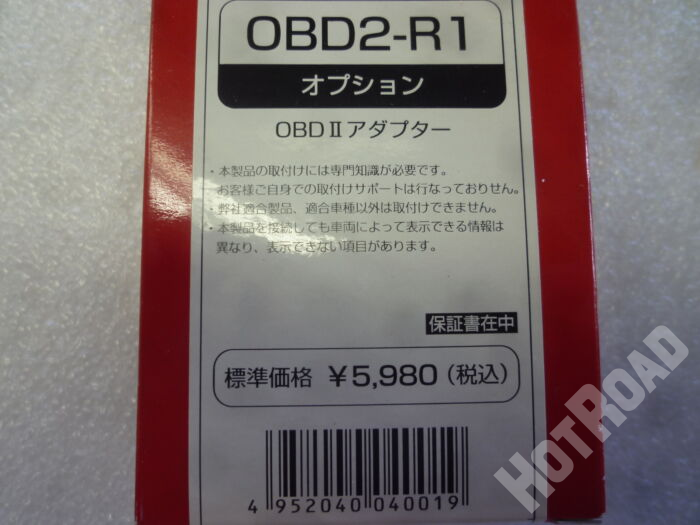 OBD2-R1
オプション
OBDⅡアダプター
・本製品の取付けには専門知識が必要です。
お客様ご自身での取付けサポートは行なっておりせん。
・弊社適合製品、適合車種以外は取付けできません。
・本製品を接続しても車両によって表示できる情報は
異なり、表示できない項目があります。
保証書在中
標準価格 ¥5,980(税込)
4 952040 040019
HOT ROAD